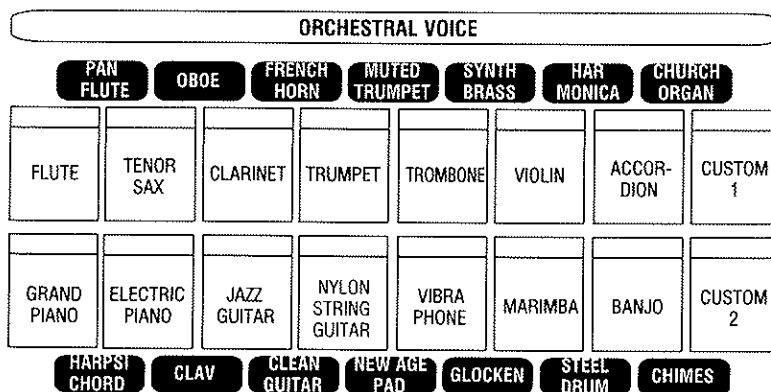 ORCHESTRAL VOICE
PAN
FLUTE
OBOE
FRENCH
HORN
MUTED
TRUMPET
SYNTH
BRASS
HAR
MONICA
CHURCH
ORGAN
FLUTE
TENOR
SAX
CLARINET
TRUMPET
TROMBONE
VIOLIN
ACCOR-
DION
CUSTOM
1
GRAND
PIANO
ELECTRIC
PIANO
JAZZ
GUITAR
NYLON
STRING
GUITAR
VIBRA
PHONE
MARIMBA
BANJO
CUSTOM
2
HARPSI
CHORD
CLAV
CLEAN
GUITAR
NEW AGE
PAD
GLOCKEN
STEEL
DRUM
CHIMES